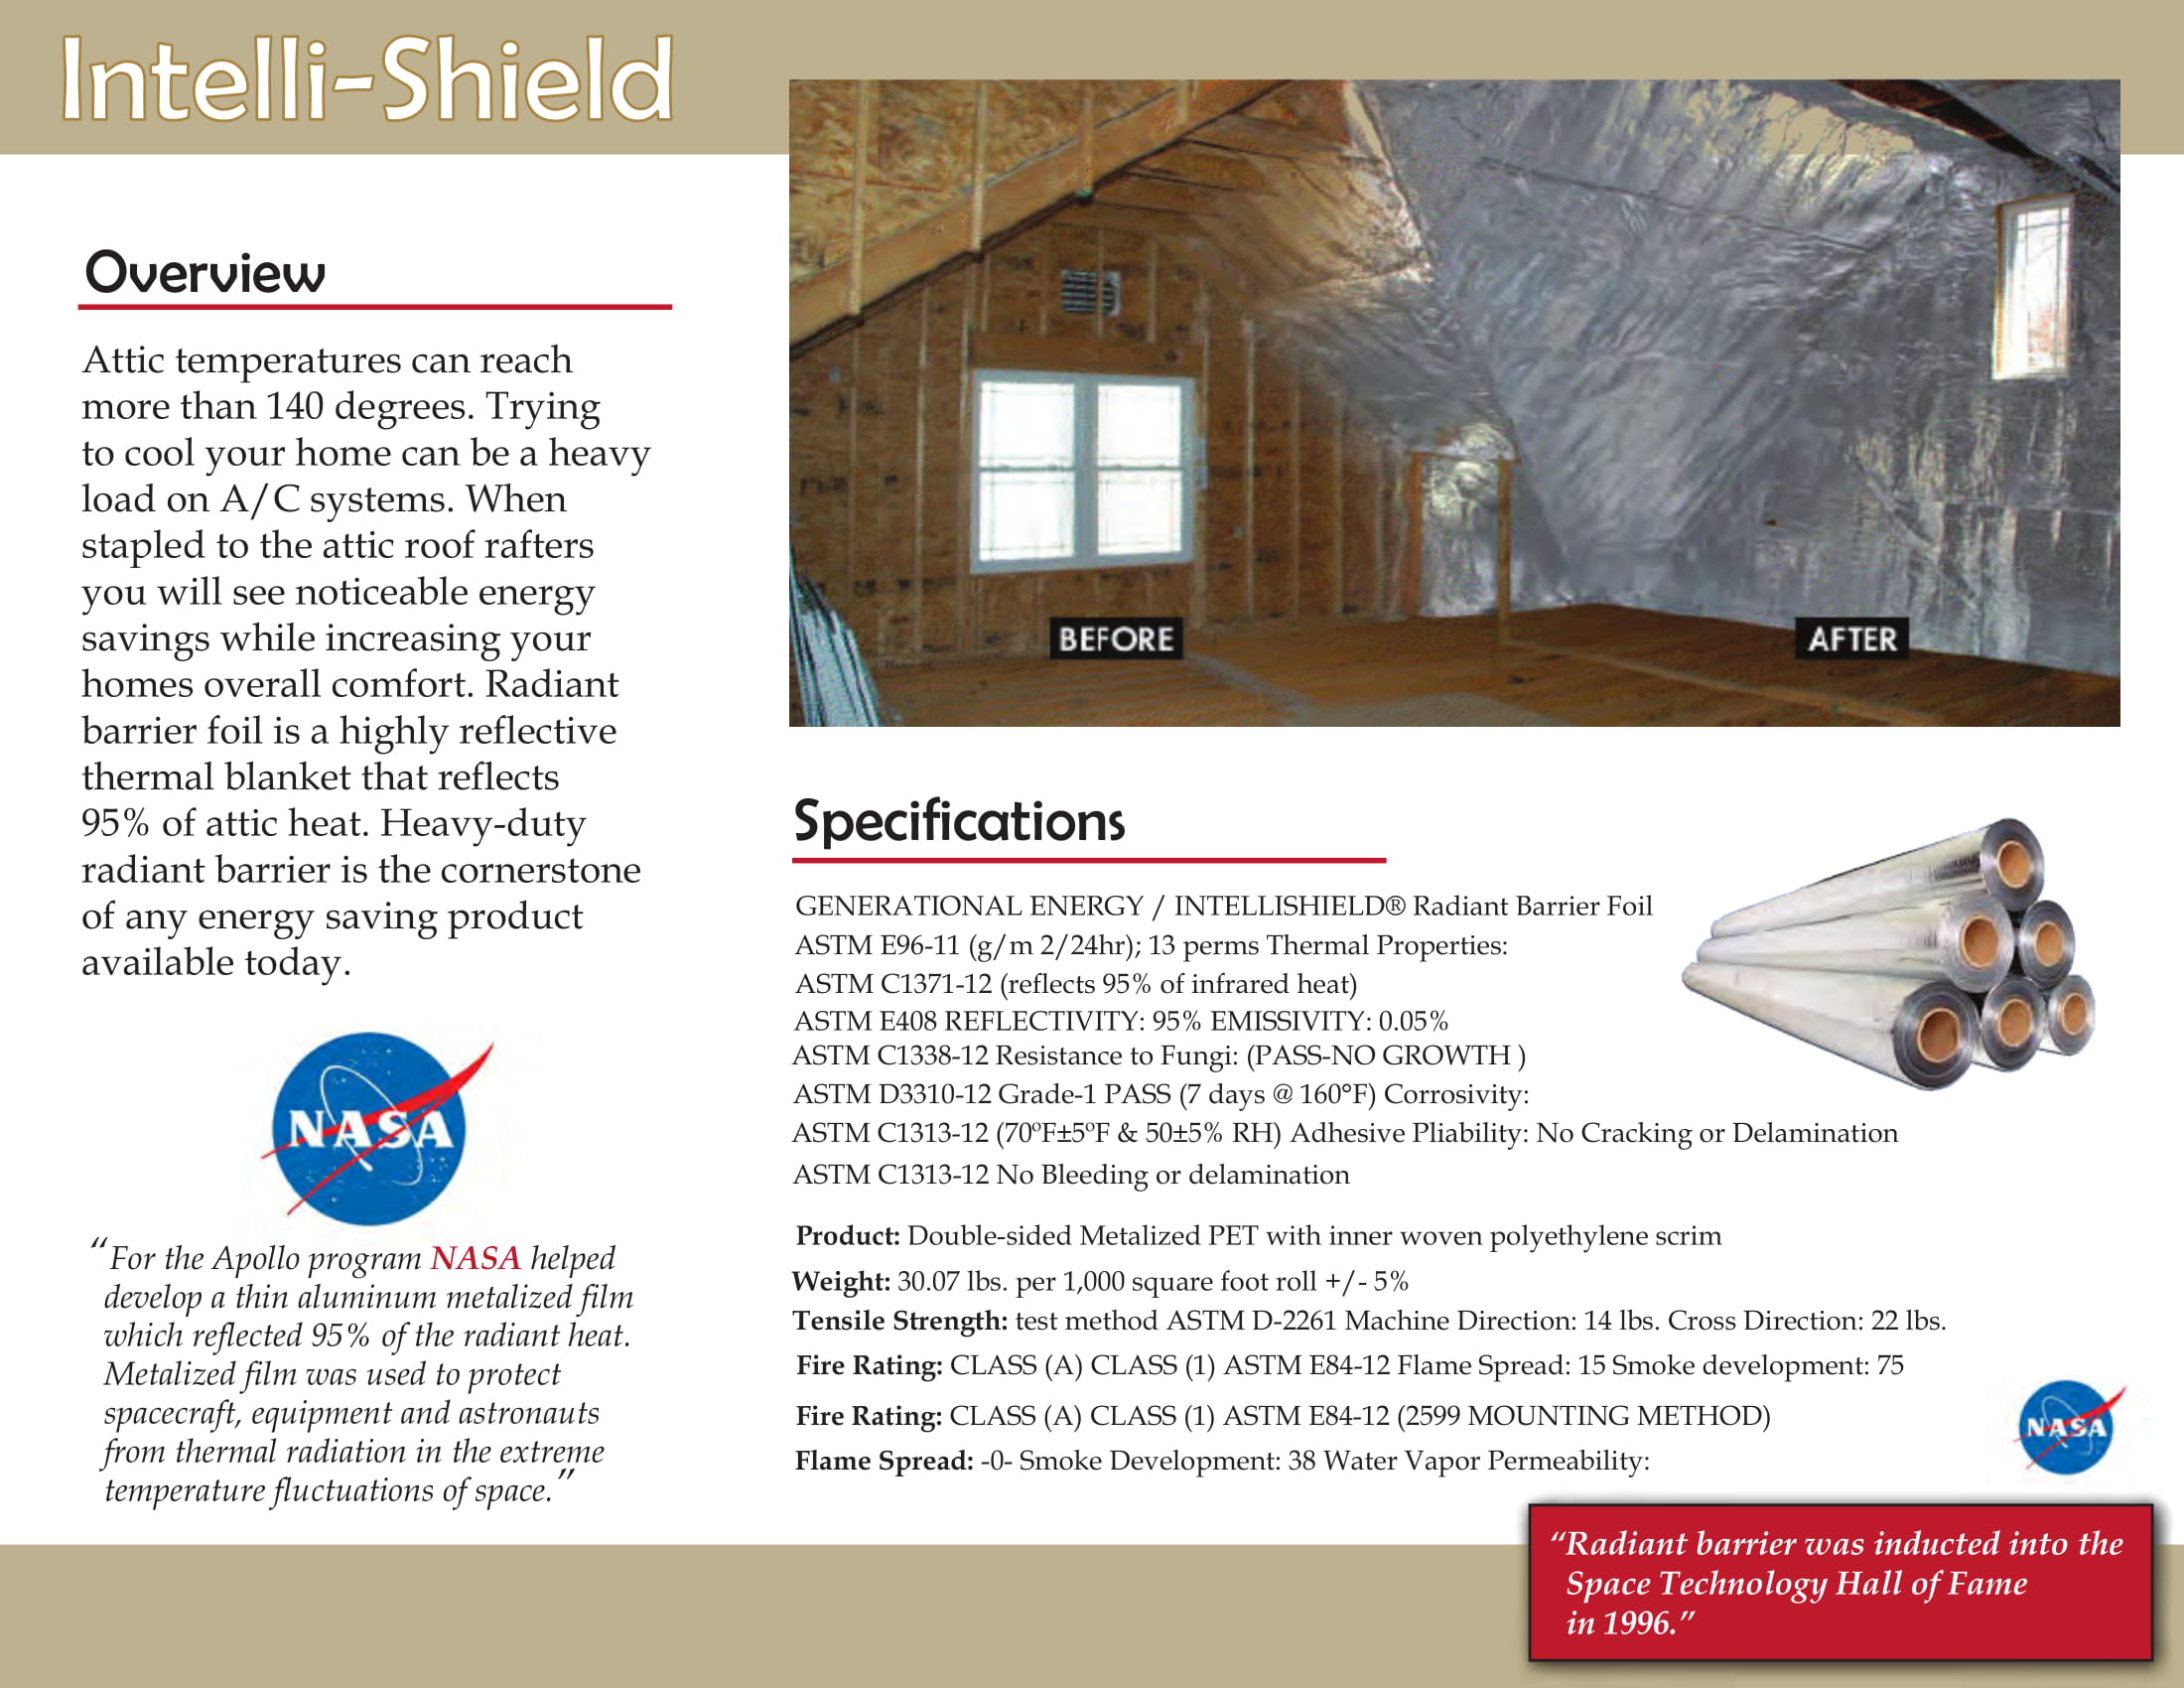 Intelli-Shield
Overview
Attic temperatures can reach
more than 140 degrees. Trying
to cool your home can be a heavy
load on A/C systems. When
stapled to the attic roof rafters
you will see noticeable energy
savings while increasing your
homes overall comfort. Radiant
barrier foil is a highly reflective
thermal blanket that reflects
95% of attic heat. Heavy-duty
radiant barrier is the cornerstone
of any energy saving product
available today.
NASA
“For the Apollo program NASA helped
develop a thin aluminum metalized film
which reflected 95% of the radiant heat.
Metalized film was used to protect
spacecraft, equipment and astronauts
from thermal radiation in the extreme
temperature fluctuations of space.”
BEFORE
AFTER
Specifications
GENERATIONAL ENERGY / INTELLISHIELD® Radiant Barrier Foil
ASTM E96-11 (g/m 2/24hr); 13 perms Thermal Properties:
ASTM C1371-12 (reflects 95% of infrared heat)
ASTM E408 REFLECTIVITY: 95% EMISSIVITY: 0.05%
ASTM C1338-12 Resistance to Fungi: (PASS-NO GROWTH )
ASTM D3310-12 Grade-1 PASS (7 days @ 160°F) Corrosivity:
ASTM C1313-12 (70ºF±5ºF & 50±5% RH) Adhesive Pliability: No Cracking or Delamination
ASTM C1313-12 No Bleeding or delamination
Product: Double-sided Metalized PET with inner woven polyethylene scrim
Weight: 30.07 lbs. per 1,000 square foot roll +/- 5%
Tensile Strength: test method ASTM D-2261 Machine Direction: 14 lbs. Cross Direction: 22 lbs.
Fire Rating: CLASS (A) CLASS (1) ASTM E84-12 Flame Spread: 15 Smoke development: 75
Fire Rating: CLASS (A) CLASS (1) ASTM E84-12 (2599 MOUNTING METHOD)
Flame Spread: -0- Smoke Development: 38 Water Vapor Permeability:
NASA
“Radiant barrier was inducted into the
Space Technology Hall of Fame
in 1996.”